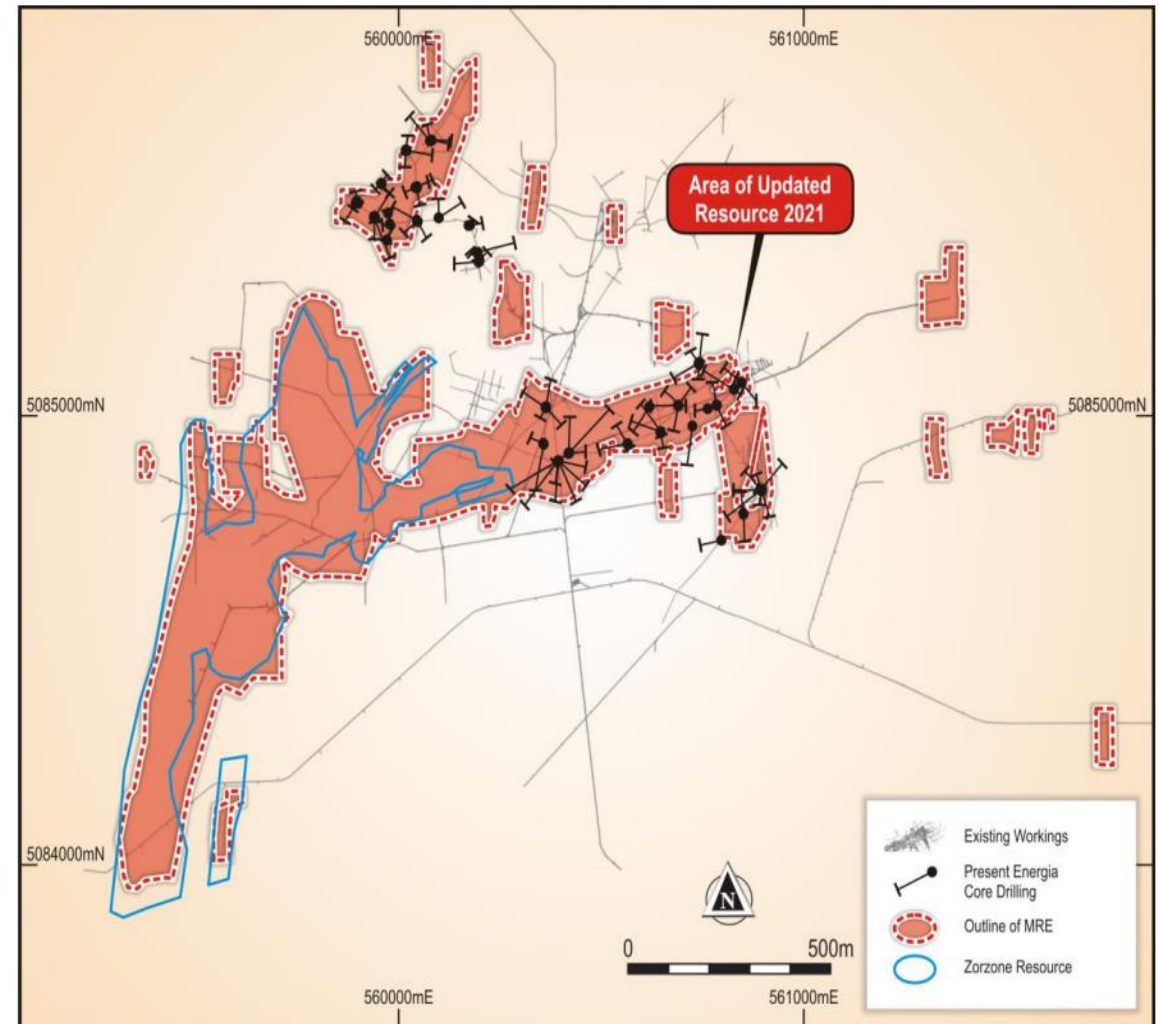 560000mE
561000mE
Area of Updated
Resource 2021
5085000mN
5085000mN
5084000mN
N
0
500m
Existing Workings
Present Energia
Core Drilling
Outline of MRE
Zorzone Resource
560000mE
561000mE